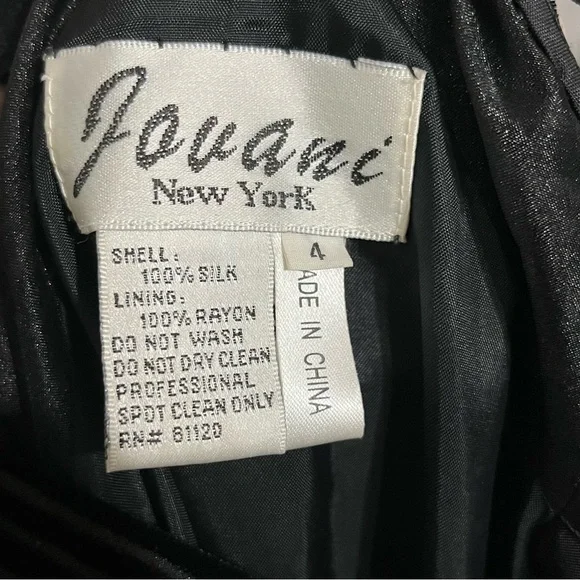 Jovani
New York
SHELL:
100% SILK
LINING:
100% RAYON
DO NOT WASH
DO NOT DRY CLEAN
PROFESSIONAL
SPOT CLEAN ONLY
RN# 81120
4
ADE IN CHINA